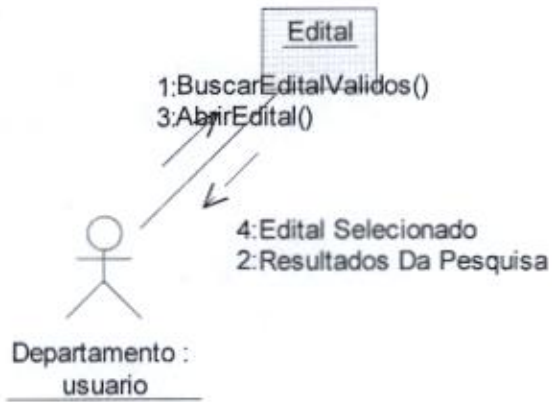 Edital
1:BuscarEditalValidos()
3:AbrirEdital()
4:Edital Selecionado
2:Resultados Da Pesquisa
Departamento :
usuario